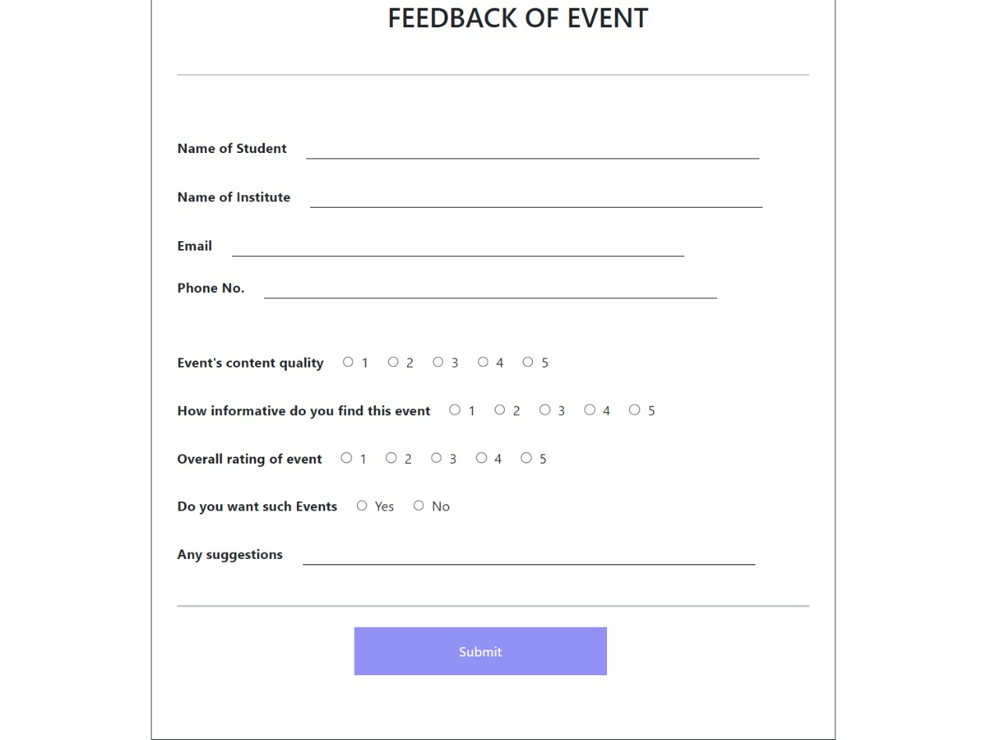 FEEDBACK OF EVENT
Name of Student
Name of Institute
Email
Phone No.
Event's content quality 1 2 3 4 5
How informative do you find this event 1 2 3 4 5
Overall rating of event 1 2 3 4 5
Do you want such Events Yes No
Any suggestions
Submit